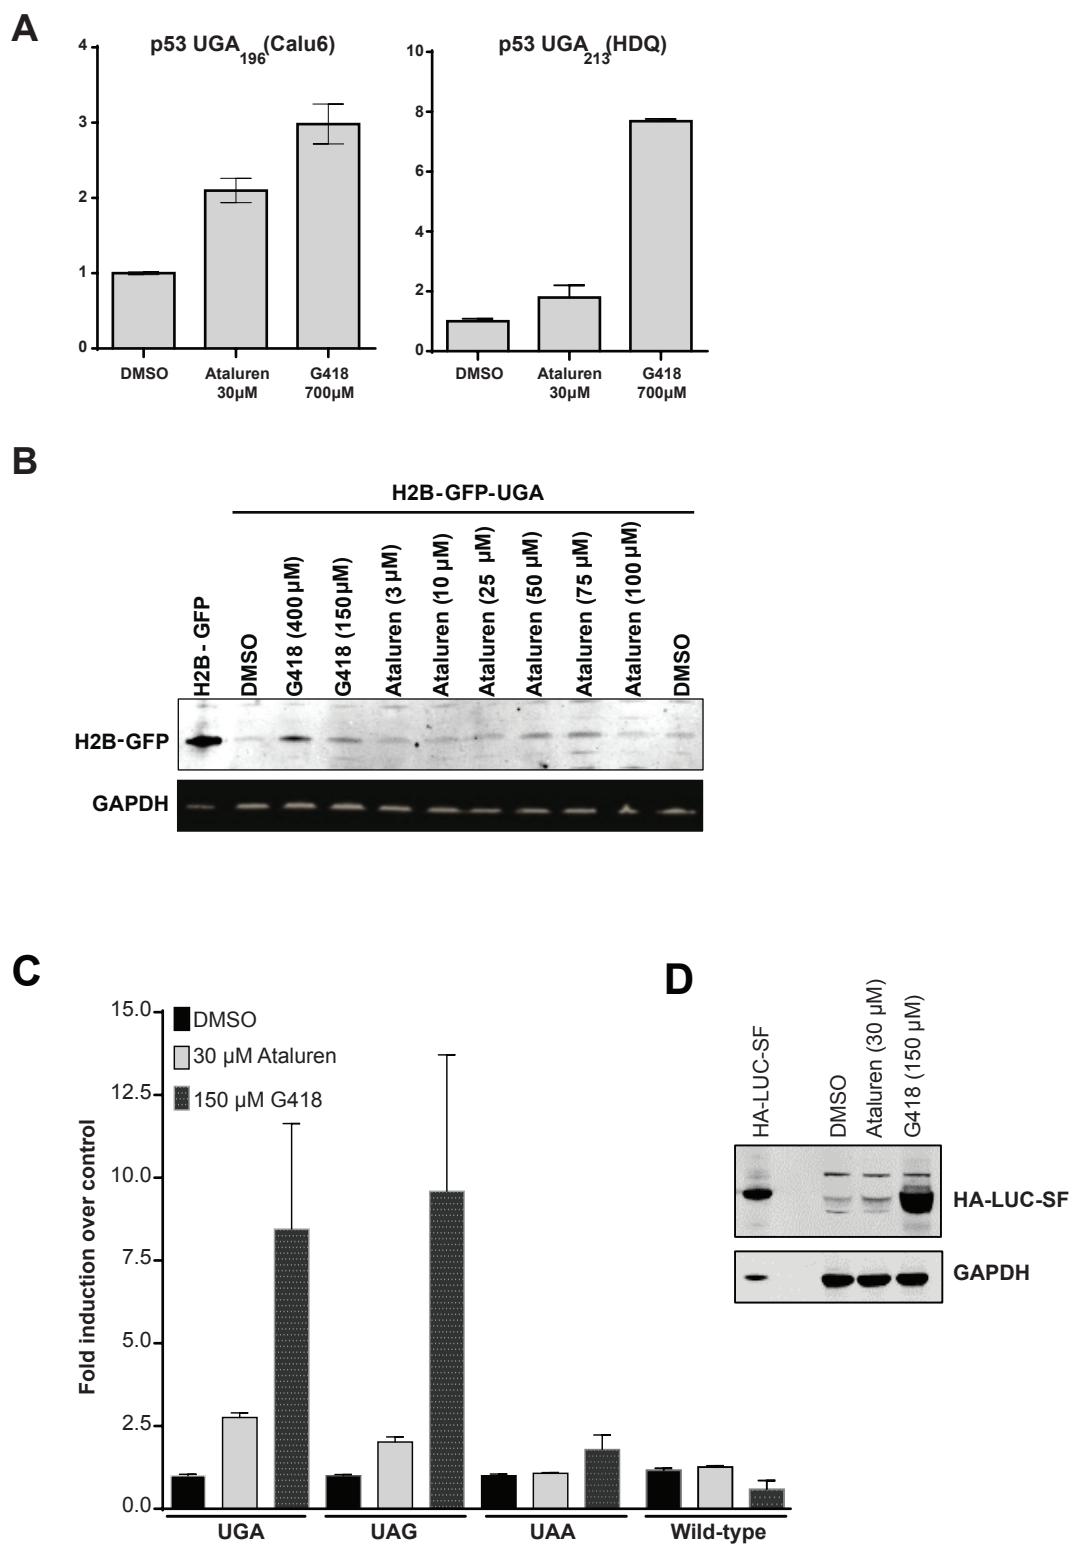 A
p53 UGA196(Calu6)
4
3
2
1
0
DMSO
Ataluren
30µM
G418
700µM
p53 UGA213(HDQ)
10
8
6
4
2
0
DMSO
Ataluren
30µM
G418
700µM
B
H2B-GFP-UGA
H2B-GFP
DMSO
G418 (400µM)
G418 (150µM)
Ataluren (3µM)
Ataluren (10 µM)
Ataluren (25 µM)
Ataluren (50 µM)
Ataluren (75 µM)
Ataluren (100µM)
DMSO
H2B-GFP
GAPDH
C
Fold induction over control
15.0
12.5
10.0
7.5
5.0
2.5
0.0
DMSO
30 µM Ataluren
150 µM G418
UGA
UAG
UAA
Wild-type
D
HA-LUC-SF
DMSO
Ataluren (30 µM)
G418 (150 µM)
HA-LUC-SF
GAPDH